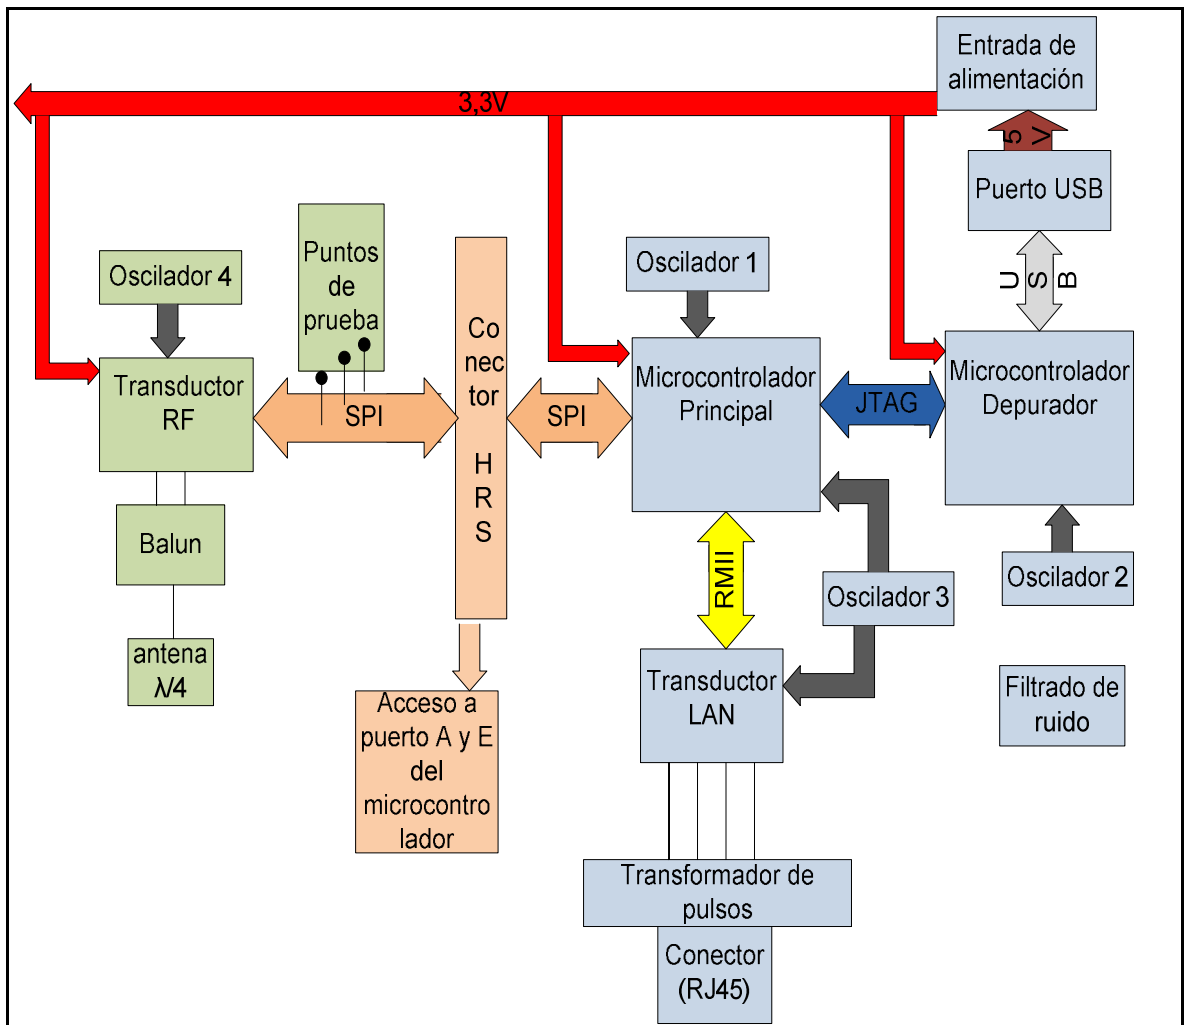 Entrada de
alimentación
3,3V
5 V
Puerto USB
U S B
Puntos
de
prueba
Oscilador 4
Oscilador 1
Co
nec
tor
H
R
S
Transductor
RF
SPI
SPI
Microcontrolador
Principal
JTAG
Microcontrolador
Depurador
Balun
RMII
Oscilador 3
Oscilador 2
antena
λ/4
Transductor
LAN
Filtrado de
ruido
Acceso a
puerto A y E
del
microcontro
lador
Transformador de
pulsos
Conector
(RJ45)